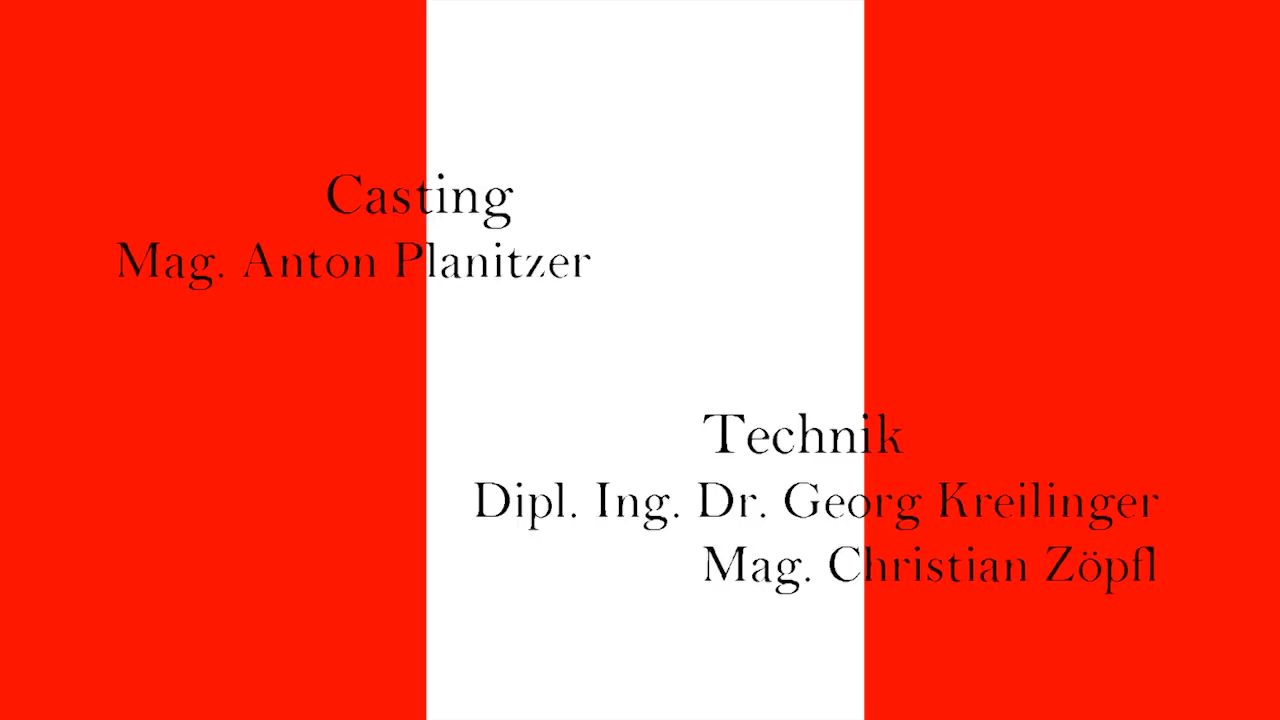 Casting
Mag. Anton Planitzer
Technik
Dipl. Ing. Dr. Georg Kreilinger
Mag. Christian Zöpfl